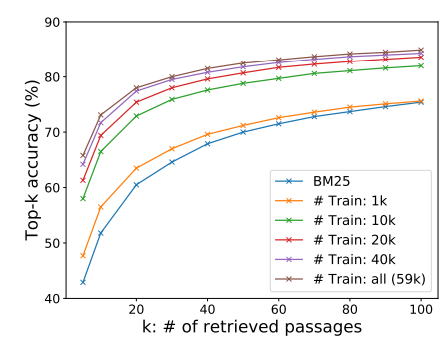 90
80
70
60
50
40
Top-k accuracy (%)
BM25
# Train: 1k
# Train: 10k
# Train: 20k
# Train: 40k
# Train: all (59k)
20 40 60 80 100
k: # of retrieved passages